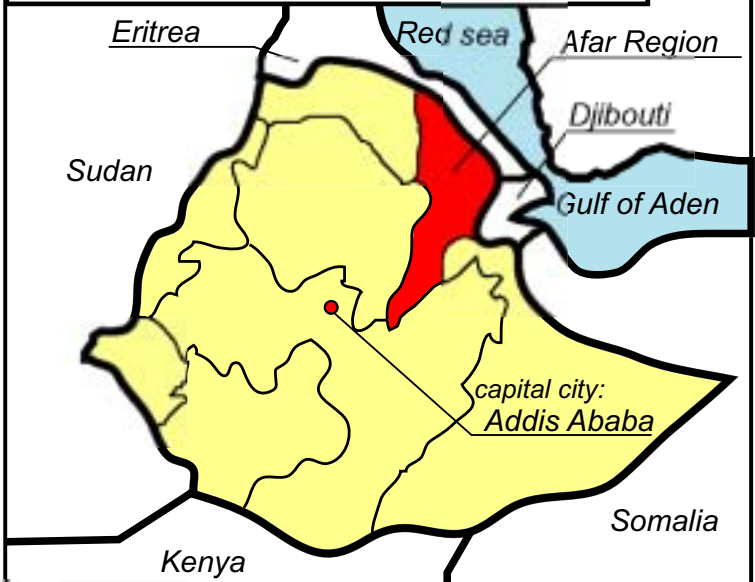 Eritrea
Red sea
Afar Region
Djibouti
Sudan
Gulf of Aden
capital city:
Addis Ababa
Somalia
Kenya